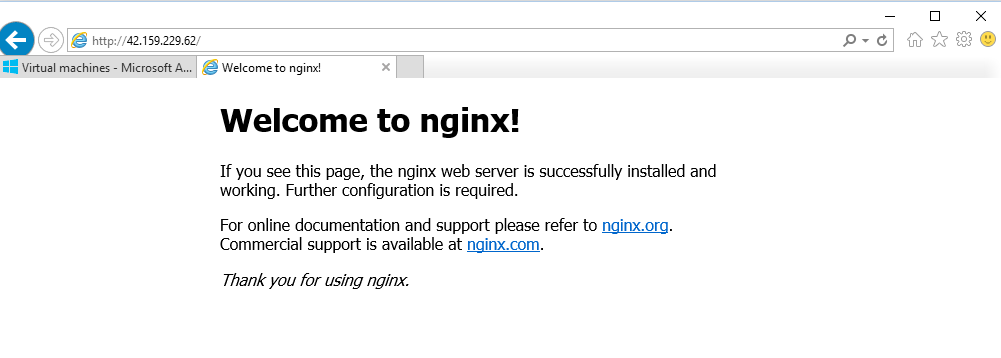 http://42.159.229.62/
Virtual machines - Microsoft A...
Welcome to nginx!
Welcome to nginx!
If you see this page, the nginx web server is successfully installed and
working. Further configuration is required.
For online documentation and support please refer to nginx.org.
Commercial support is available at nginx.com.
Thank you for using nginx.